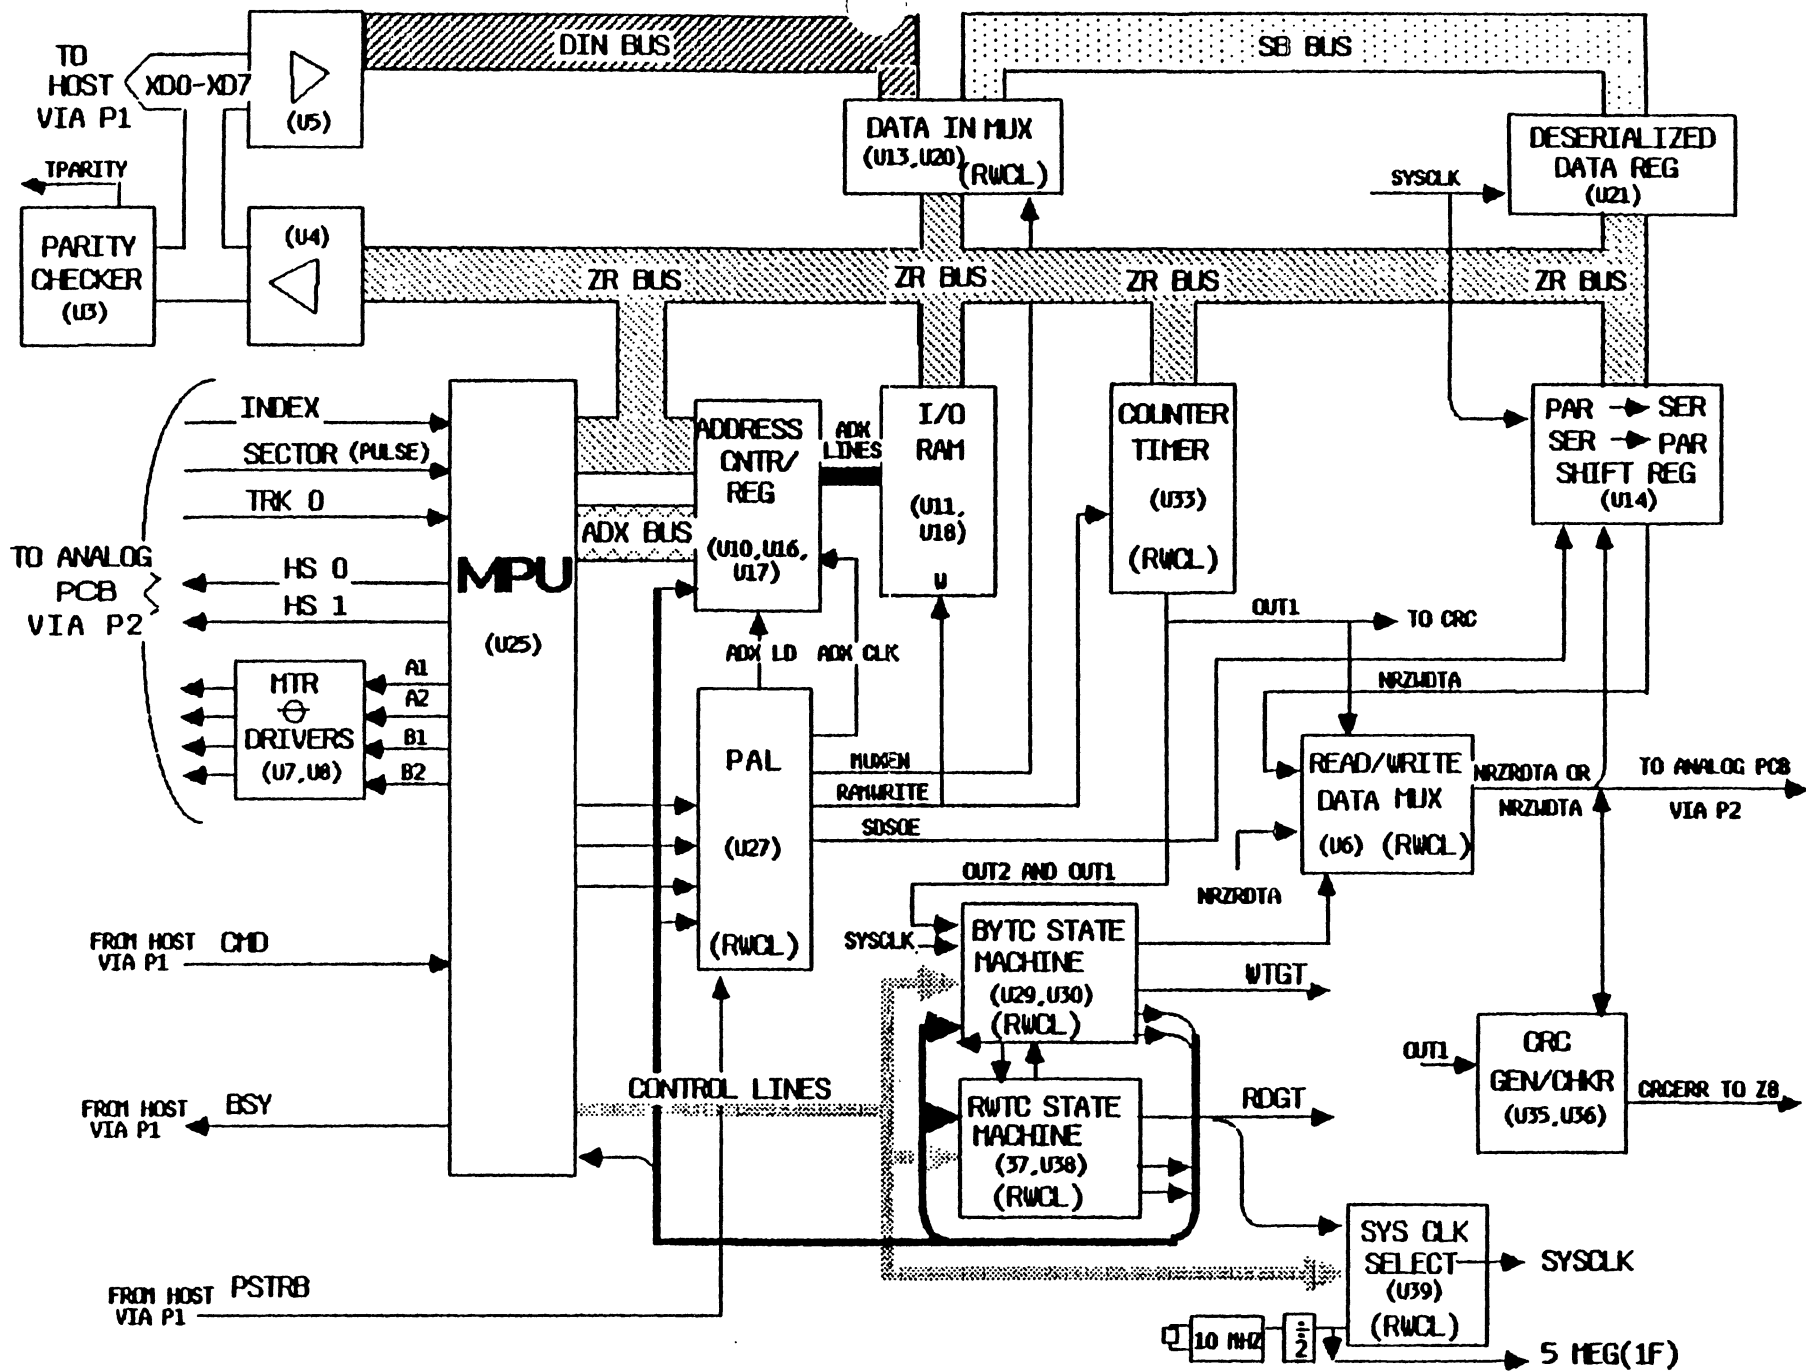 DIN BUS
SB BUS
TO
HOST
VIA P1
XD0-XD7
(U5)
DATA IN MUX
(U13,U20)
(RWCL)
DESERIALIZED
DATA REG
(U21)
SYSCLK
TPARITY
PARITY
CHECKER
(U3)
(U4)
ZR BUS
ZR BUS
ZR BUS
ZR BUS
INDEX
SECTOR (PULSE)
TRK 0
HS 0
HS 1
TO ANALOG
PCB
VIA P2
MTR
DRIVERS
(U7,U8)
A1
A2
B1
B2
MPU
(U25)
ADX BUS
ADDRESS
CNTR/
REG
(U10,U16,
U17)
ADX
LINES
I/O
RAM
(U11,
U18)
W
COUNTER
TIMER
(U33)
(RWCL)
PAR SER
SER PAR
SHIFT REG
(U14)
ADX LD
ADX CLK
OUT1
TO CRC
NRZWDTA
PAL
(U27)
(RWCL)
MUXEN
RAMWRITE
SDSOE
READ/WRITE
DATA MUX
(U6) (RWCL)
NRZRDTA OR
NRZWDTA
TO ANALOG PCB
VIA P2
NRZRDTA
OUT2 AND OUT1
SYSCLK
BYTC STATE
MACHINE
(U29,U30)
(RWCL)
WTGT
FROM HOST
VIA P1
CMD
CONTROL LINES
FROM HOST
VIA P1
BSY
RWTC STATE
MACHINE
(37,U38)
(RWCL)
RDGT
OUT1
CRC
GEN/CHKR
(U35,U36)
CRCERR TO Z8
FROM HOST
VIA P1
PSTRB
SYS CLK
SELECT
(U39)
(RWCL)
SYSCLK
10 MHZ
÷
2
5 MEG(1F)